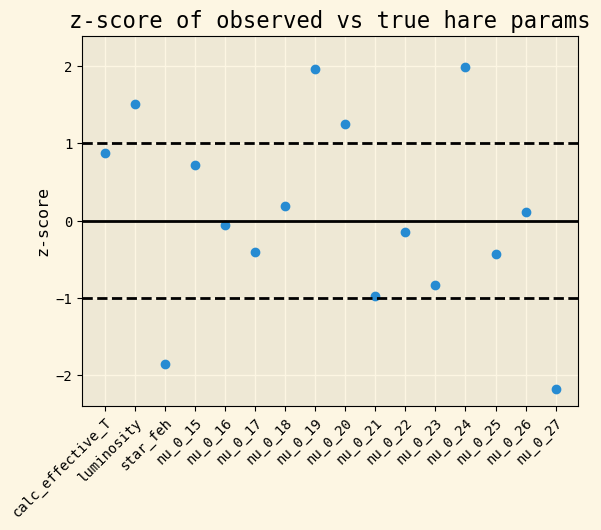 z-score of observed vs true hare params
z-score
2
1
0
−1
−2
calc_effective_T
luminosity
star_feh
nu_0_15
nu_0_16
nu_0_17
nu_0_18
nu_0_19
nu_0_20
nu_0_21
nu_0_22
nu_0_23
nu_0_24
nu_0_25
nu_0_26
nu_0_27